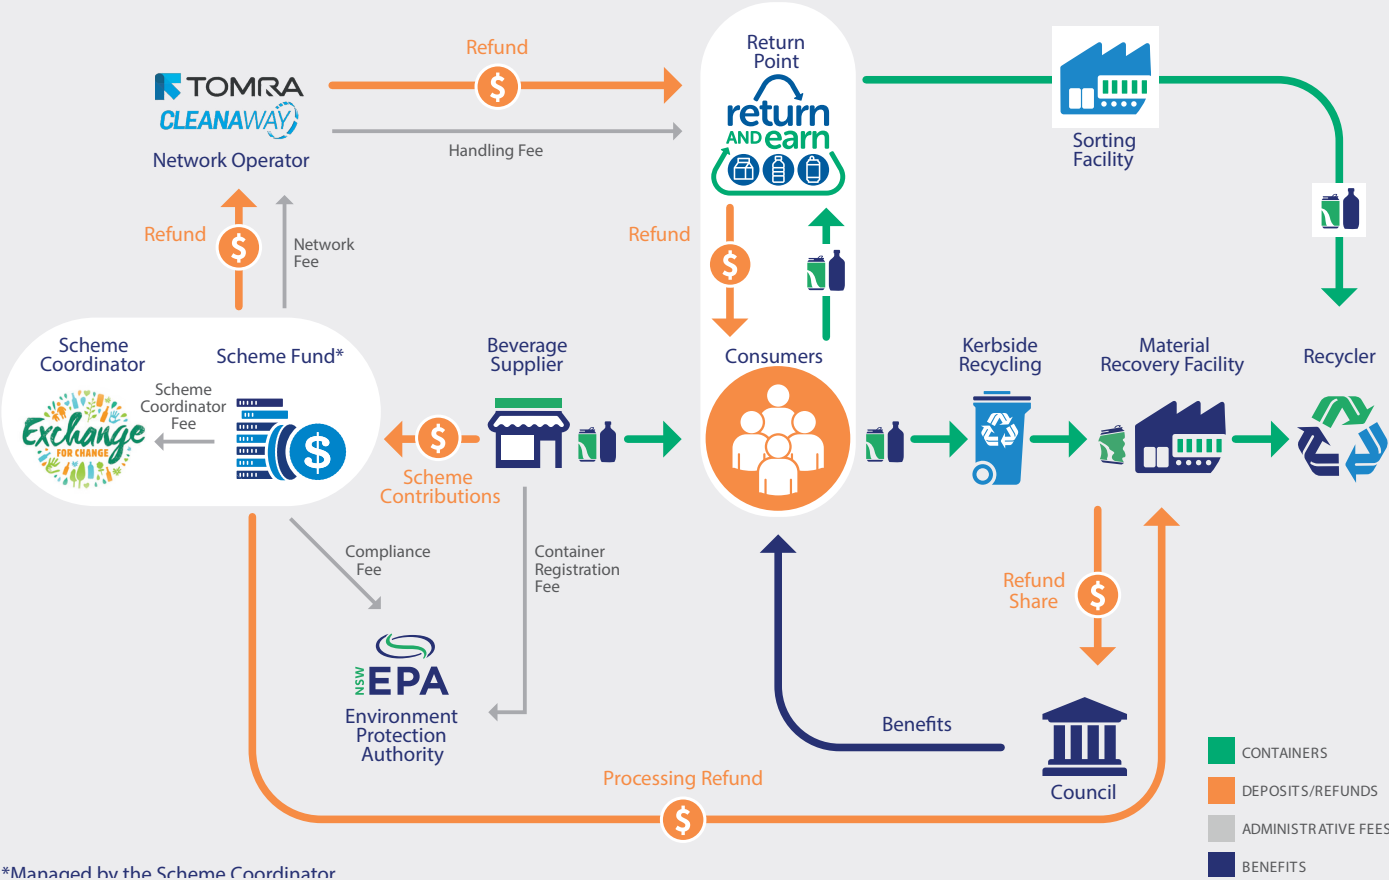 Refund
Return
Point
TOMRA
CLEANAWAY
Network Operator
Handling Fee
return
AND earn
Sorting
Facility
Refund
Network
Fee
Refund
Scheme
Coordinator
Scheme Fund*
Beverage
Supplier
Consumers
Kerbside
Recycling
Material
Recovery Facility
Recycler
Scheme
Coordinator
Fee
Exchange
FOR CHANGE
Scheme
Contributions
Compliance
Fee
Container
Registration
Fee
Refund
Share
NSW
EPA
Environment
Protection
Authority
Benefits
Council
Processing Refund
CONTAINERS
DEPOSITS/REFUNDS
ADMINISTRATIVE FEES
BENEFITS
*Managed by the Scheme Coordinator